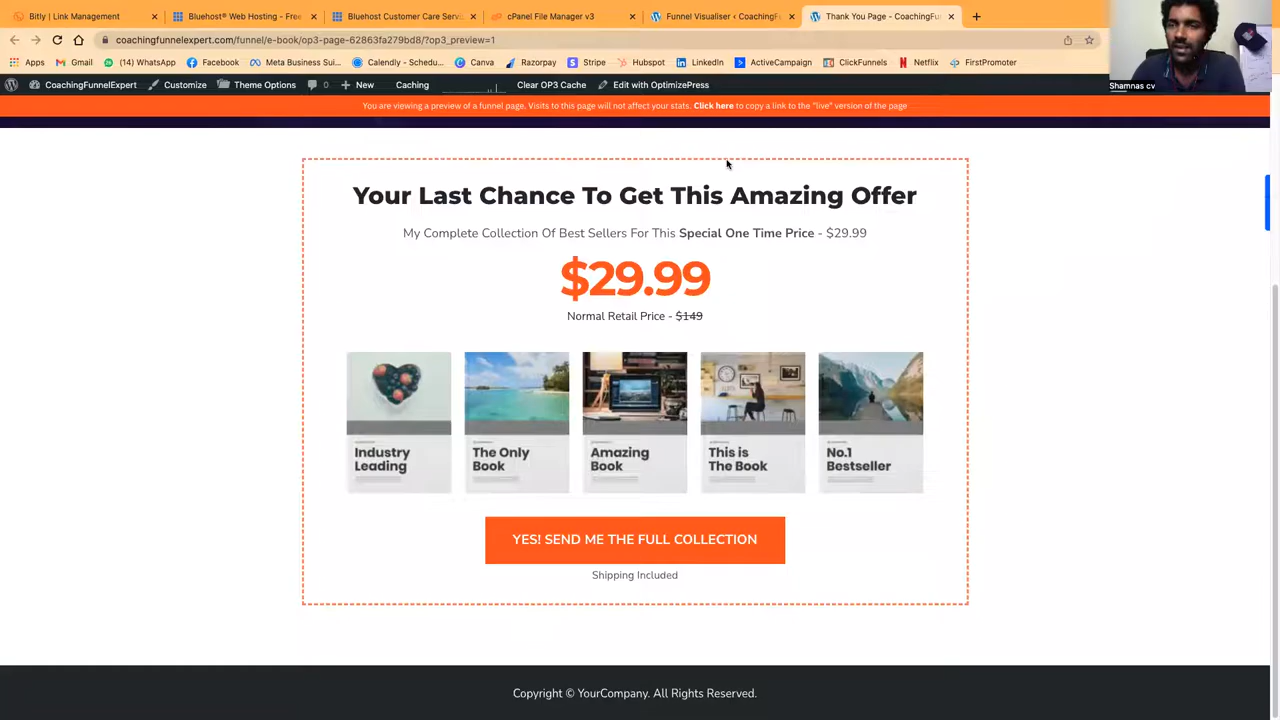 Bitly | Link Management
Bluehost® Web Hosting - Free
Bluehost Customer Care Serv
cPanel File Manager v3
Funnel Visualiser ‹ CoachingF
Thank You Page - CoachingFu
coachingfunnelexpert.com/funnel/e-book/op3-page-62863fa279bd8/?op3_preview=1
Apps
Gmail
(14) WhatsApp
Facebook
Meta Business Sui...
Calendly - Schedu...
Canva
Razorpay
Stripe
Hubspot
LinkedIn
ActiveCampaign
ClickFunnels
Netflix
FirstPromoter
Shamnas cv
CoachingFunnelExpert
Customize
Theme Options
0
New
Caching
Clear OP3 Cache
Edit with OptimizePress
You are viewing a preview of a funnel page. Visits to this page will not affect your stats. Click here to copy a link to the "live" version of the page
Your Last Chance To Get This Amazing Offer
My Complete Collection Of Best Sellers For This Special One Time Price - $29.99
$29.99
Normal Retail Price - $149
Industry
Leading
The Only
Book
Amazing
Book
This is
The Book
No.1
Bestseller
YES! SEND ME THE FULL COLLECTION
Shipping Included
Copyright © YourCompany. All Rights Reserved.